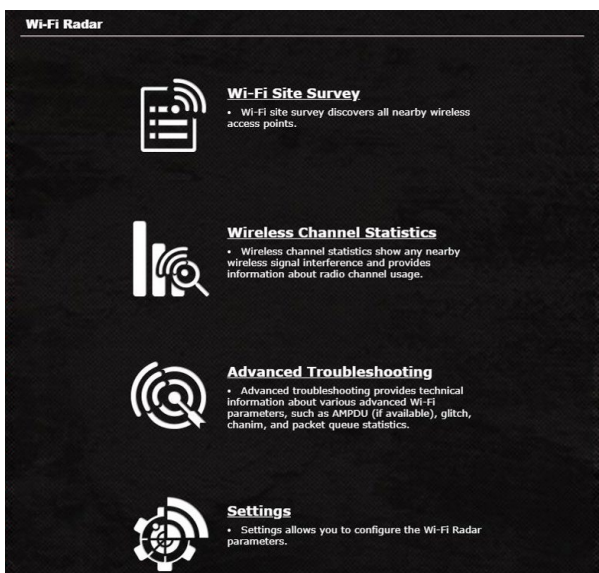 Wi-Fi Radar
Wi-Fi Site Survey
• Wi-Fi site survey discovers all nearby wireless
access points.
Wireless Channel Statistics
• Wireless channel statistics show any nearby
wireless signal interference and provides
information about radio channel usage.
Advanced Troubleshooting
• Advanced troubleshooting provides technical
information about various advanced Wi-Fi
parameters, such as AMPDU (if available), glitch,
chanim, and packet queue statistics.
Settings
• Settings allows you to configure the Wi-Fi Radar
parameters.